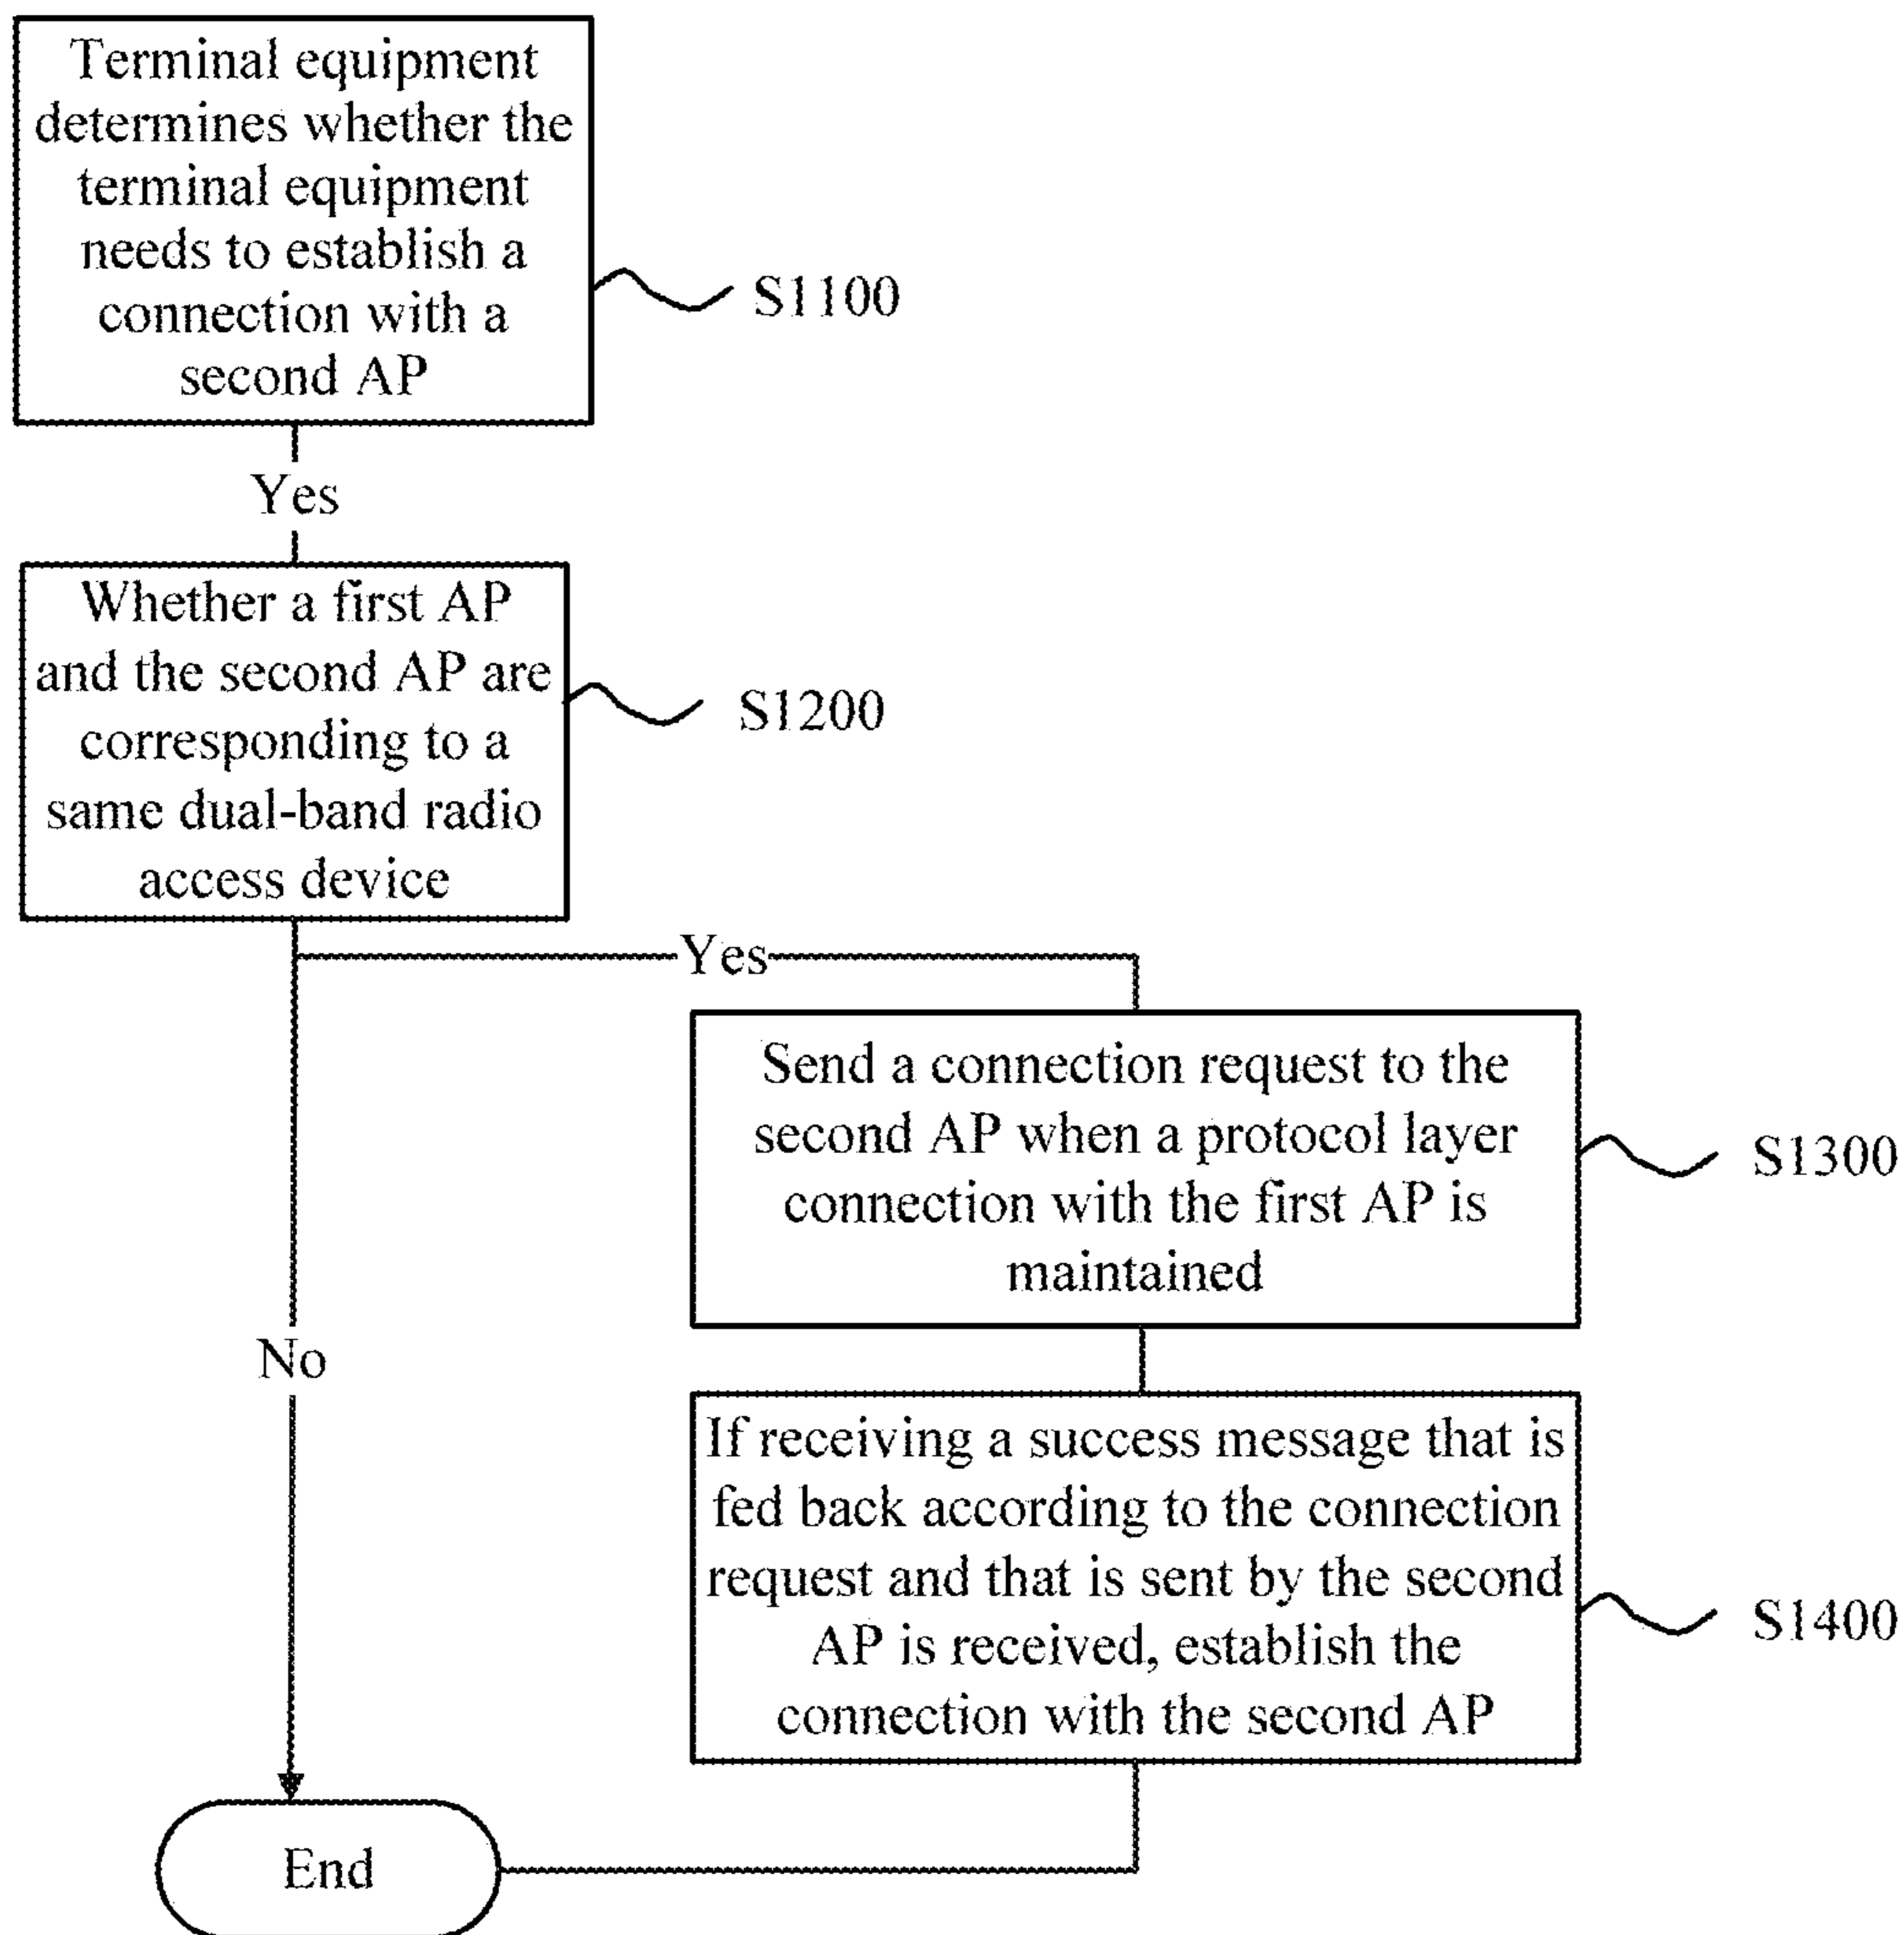 Terminal equipment
determines whether the
terminal equipment
needs to establish a
connection with a
second AP
S1100
Yes
Whether a first AP
and the second AP are
corresponding to a
same dual-band radio
access device
S1200
Yes
Send a connection request to the
second AP when a protocol layer
connection with the first AP is
maintained
S1300
No
If receiving a success message that is
fed back according to the connection
request and that is sent by the second
AP is received, establish the
connection with the second AP
S1400
End